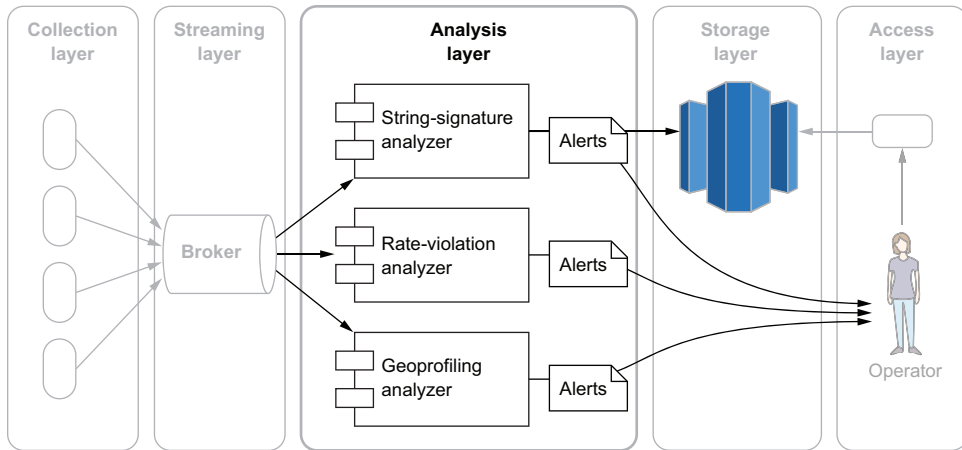 Collection
layer
Streaming
layer
Analysis
layer
Storage
layer
Access
layer
String-signature
analyzer
Alerts
Broker
Rate-violation
analyzer
Alerts
Geoprofiling
analyzer
Alerts
Operator